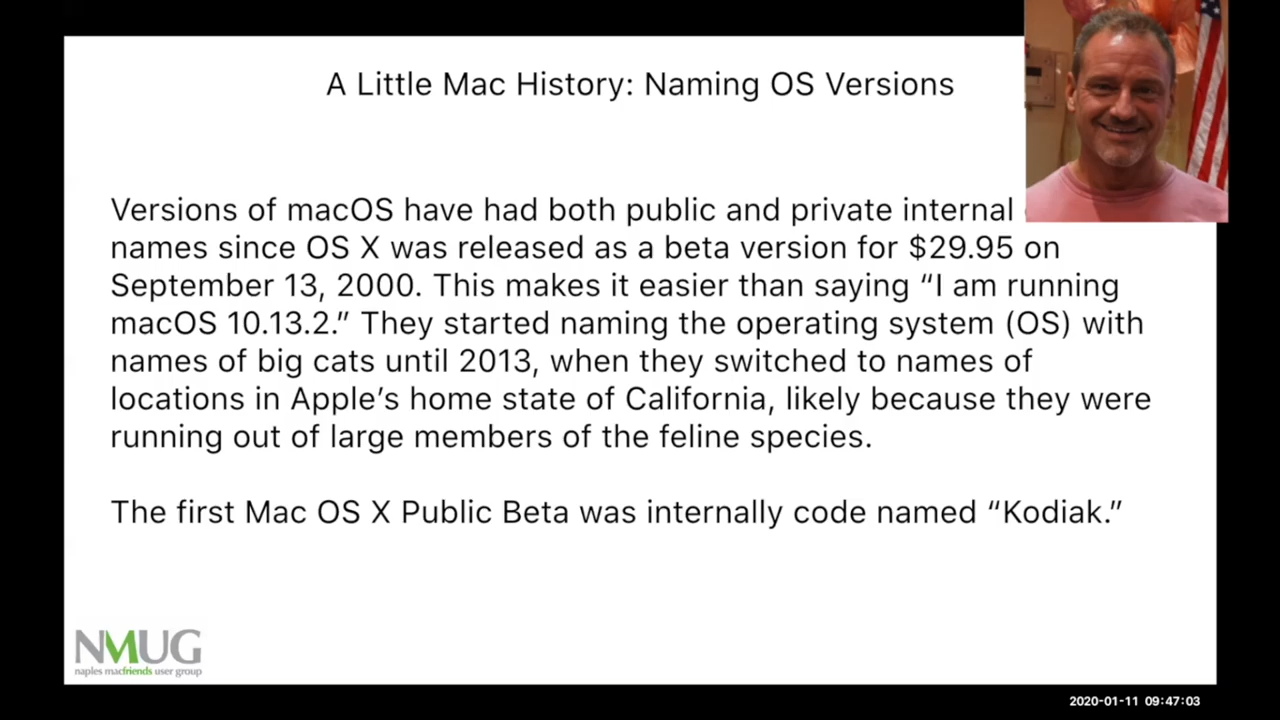 A Little Mac History: Naming OS Versions
Versions of macOS have had both public and private internal
names since OS X was released as a beta version for $29.95 on
September 13, 2000. This makes it easier than saying “I am running
macOS 10.13.2.” They started naming the operating system (OS) with
names of big cats until 2013, when they switched to names of
locations in Apple’s home state of California, likely because they were
running out of large members of the feline species.
The first Mac OS X Public Beta was internally code named “Kodiak.”
NMUG
naples macfriends user group
2020-01-11 09:47:03